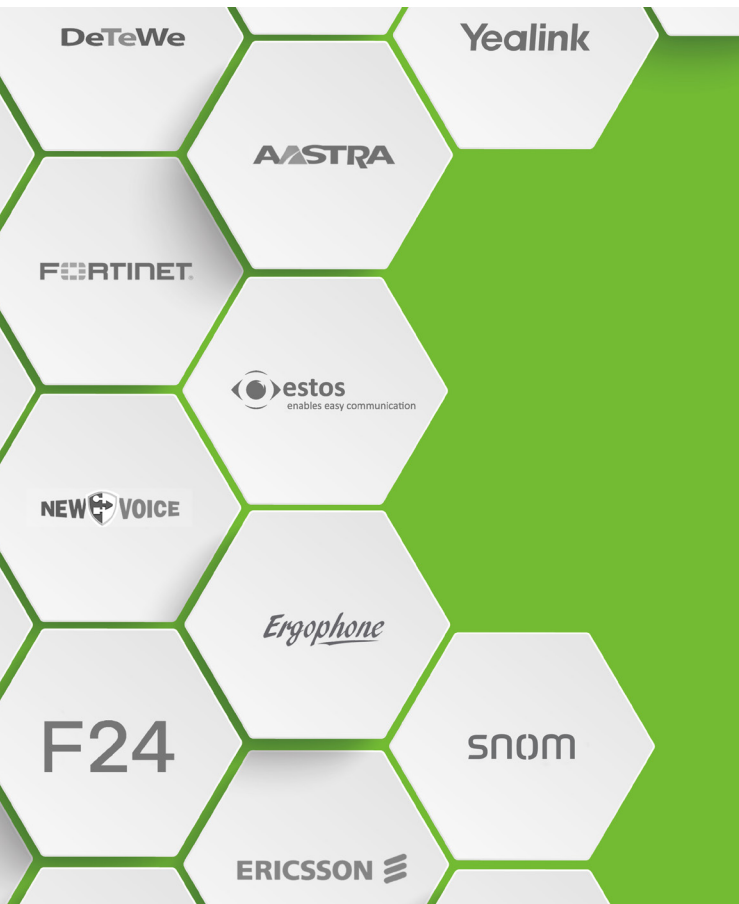 DeTeWe
Yealink
AASTRA
FORTINET
estos
enables easy communication
NEW VOICE
Ergophone
F24
snom
ERICSSON